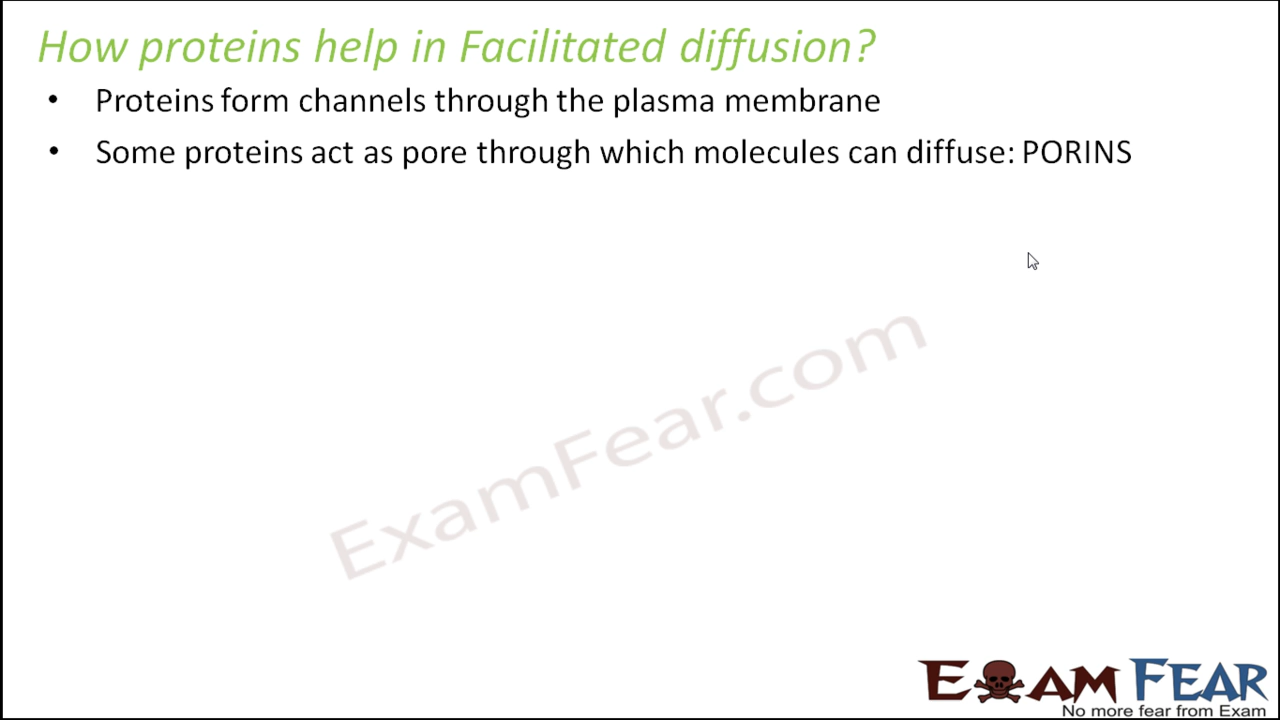 How proteins help in Facilitated diffusion?
• Proteins form channels through the plasma membrane
• Some proteins act as pore through which molecules can diffuse: PORINS
ExamFear.com
EXAM FEAR
No more fear from Exam